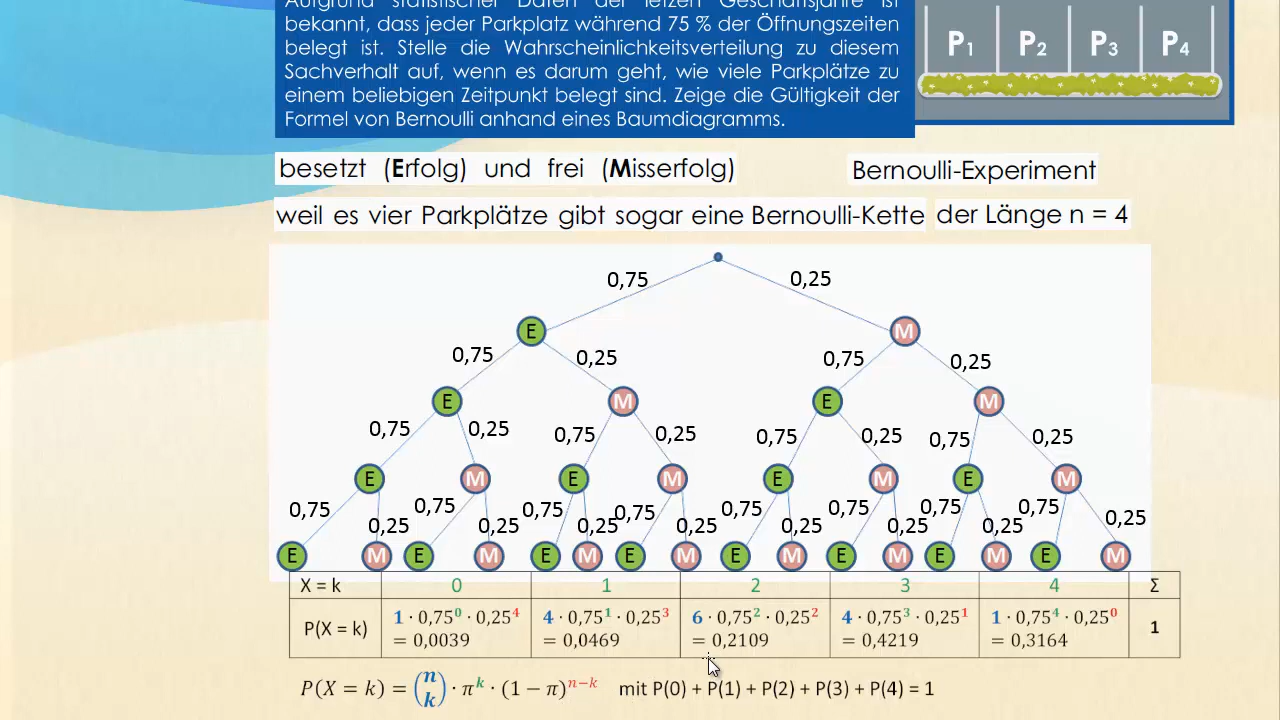 Aufgrund statistischer Daten der letzen Geschäftsjahre ist
bekannt, dass jeder Parkplatz während 75 % der Öffnungszeiten
belegt ist. Stelle die Wahrscheinlichkeitsverteilung zu diesem
Sachverhalt auf, wenn es darum geht, wie viele Parkplätze zu
einem beliebigen Zeitpunkt belegt sind. Zeige die Gültigkeit der
Formel von Bernoulli anhand eines Baumdiagramms.
P₁ P₂ P₃ P₄
besetzt (Erfolg) und frei (Misserfolg) Bernoulli-Experiment
weil es vier Parkplätze gibt sogar eine Bernoulli-Kette der Länge n = 4
0,75 0,25
E M
0,75 0,25 0,75 0,25
E M E M
0,75 0,25 0,75 0,25 0,75 0,25 0,75 0,25
E M E M E M E M
0,75 0,25 0,75 0,25 0,75 0,25 0,75 0,25 0,75 0,25 0,75 0,25 0,75 0,25 0,75 0,25
E M E M E M E M E M E M E M E M
X = k 0 1 2 3 4 Σ
P(X = k) 1 · 0,75⁰ · 0,25⁴ 4 · 0,75¹ · 0,25³ 6 · 0,75² · 0,25² 4 · 0,75³ · 0,25¹ 1 · 0,75⁴ · 0,25⁰ 1
= 0,0039 = 0,0469 = 0,2109 = 0,4219 = 0,3164
P(X = k) = (n k) · π^k · (1 − π)^(n−k) mit P(0) + P(1) + P(2) + P(3) + P(4) = 1